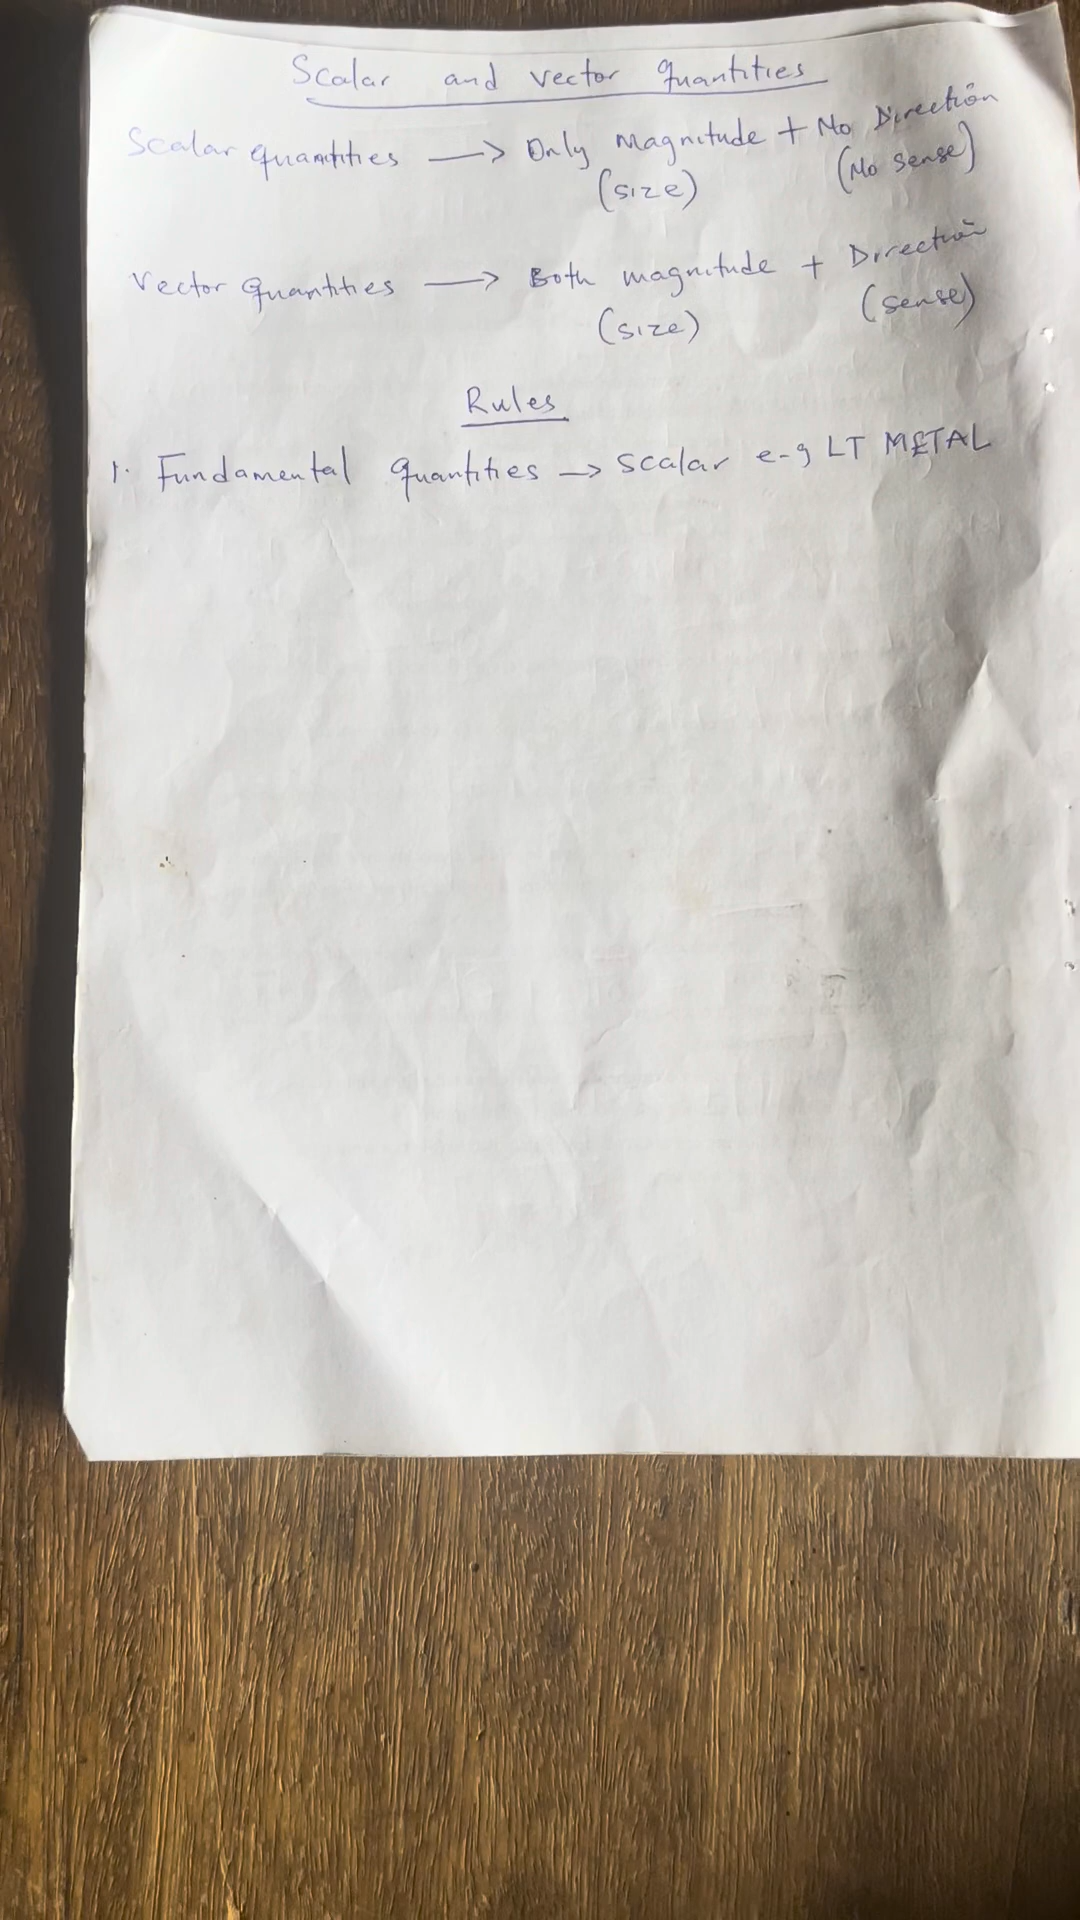 Scalar and vector quantities
Scalar quantities → Only magnitude + No Direction
(size) (No sense)
Vector Quantities → Both magnitude + Direction
(size) (sense)
Rules
1. Fundamental quantities → scalar e-g LT METAL